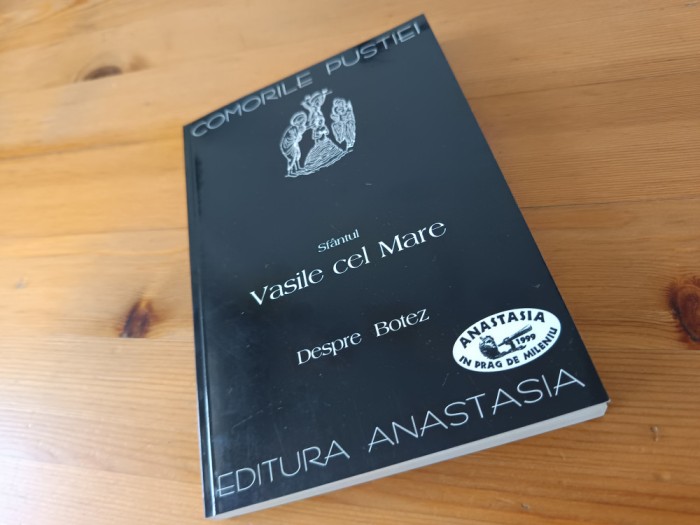 COMORILE PUSTIEI
Sfântul
Vasile cel Mare
Despre Botez
ANASTASIA
1999
IN PRAG DE MILENIU
EDITURA ANASTASIA